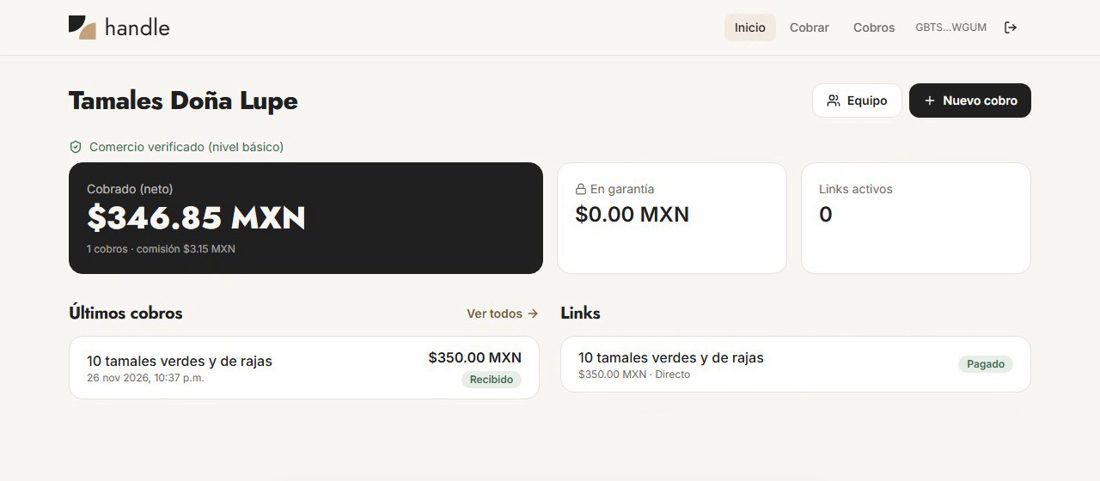 handle
Inicio
Cobrar
Cobros
GBTS...WGUM
Tamales Doña Lupe
Equipo
+ Nuevo cobro
Comercio verificado (nivel básico)
Cobrado (neto)
$346.85 MXN
1 cobros · comisión $3.15 MXN
En garantía
$0.00 MXN
Links activos
0
Últimos cobros
Ver todos →
10 tamales verdes y de rajas
26 nov 2026, 10:37 p.m.
$350.00 MXN
Recibido
Links
10 tamales verdes y de rajas
$350.00 MXN · Directo
Pagado